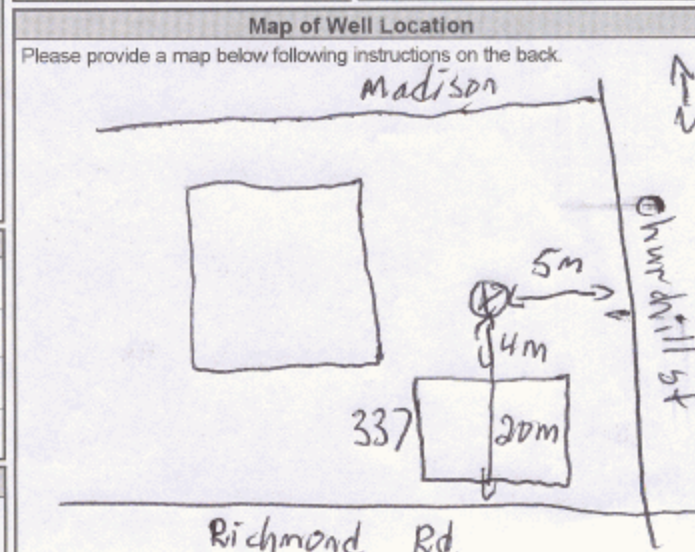 Map of Well Location
Please provide a map below following instructions on the back.
Madison
N
Churchill St
5m
4m
337
20m
Richmond Rd